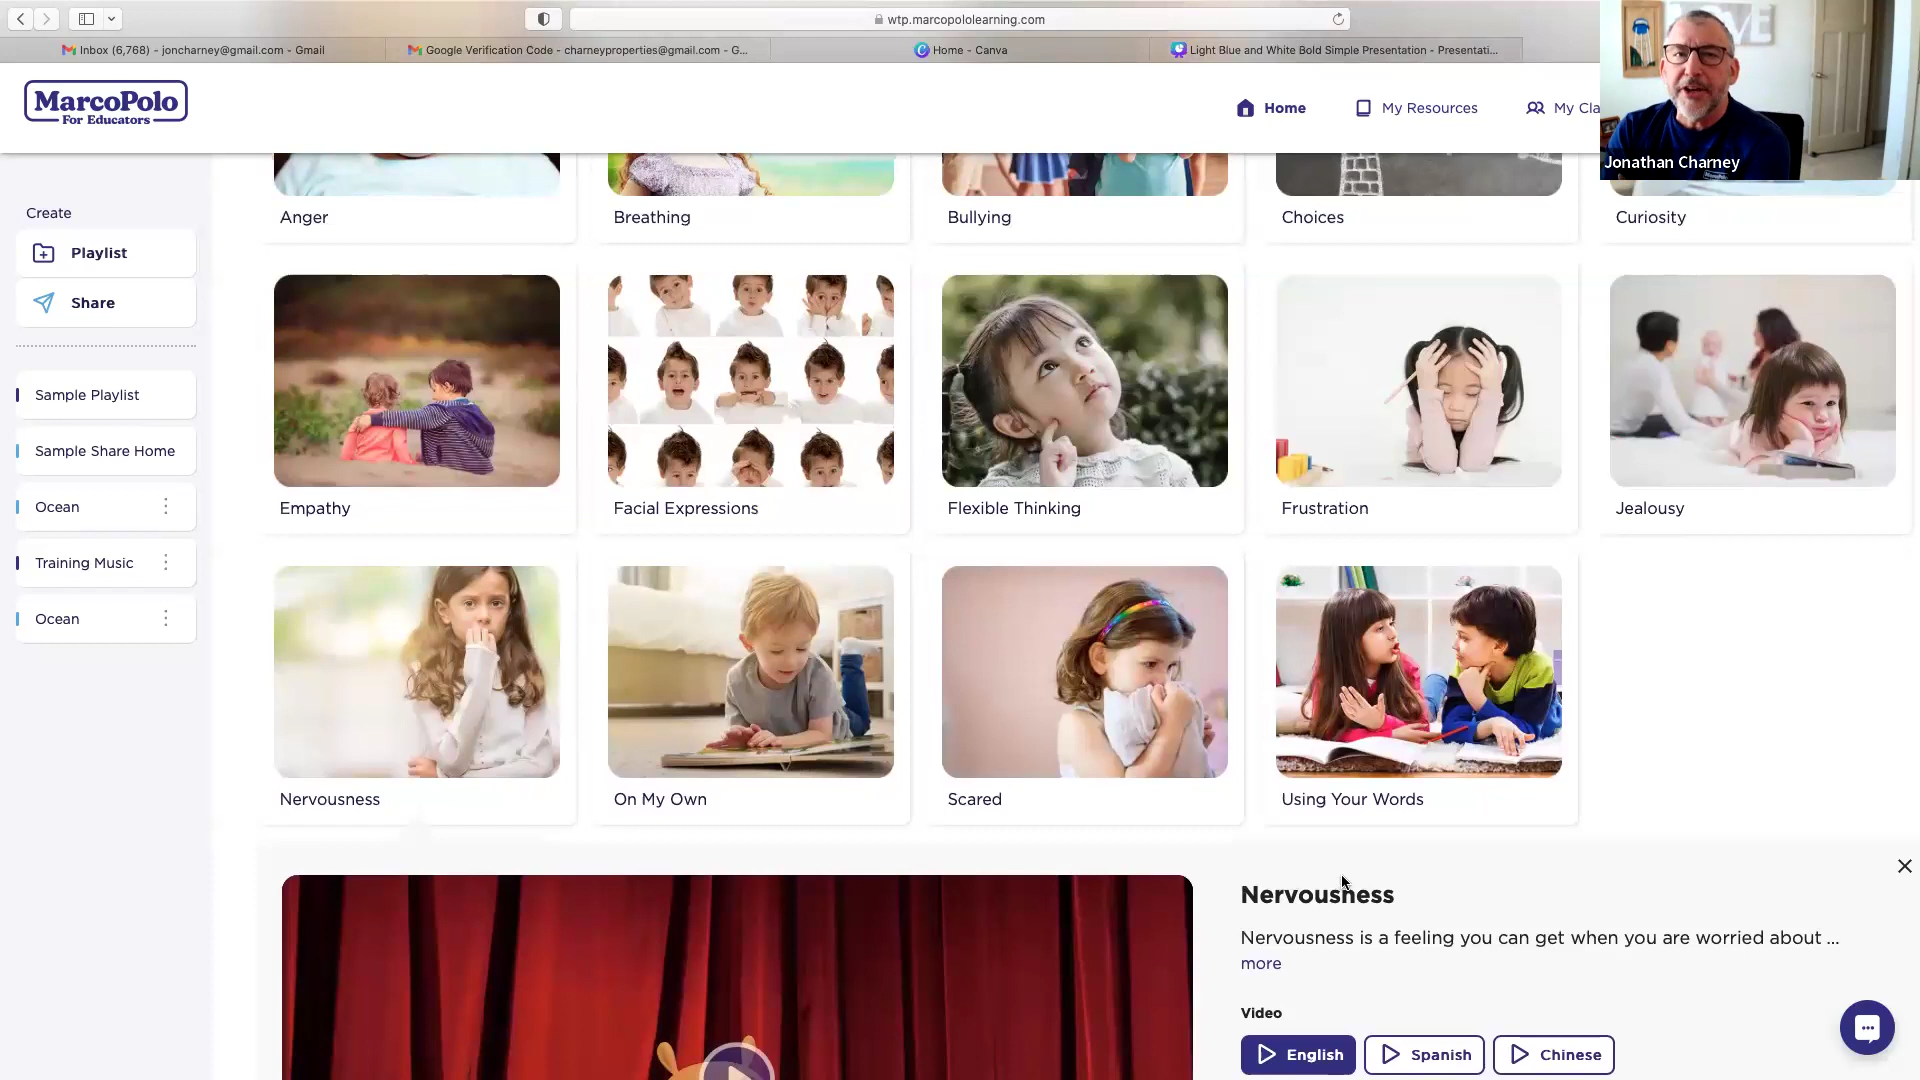 wtp.marcopololearning.com
Inbox (6,768) - joncharney@gmail.com - Gmail
Google Verification Code - charneyproperties@gmail.com - G...
Home - Canva
Light Blue and White Bold Simple Presentation - Presentati...
MarcoPolo
For Educators
Home
My Resources
My Cla
Jonathan Charney
Create
Playlist
Share
Sample Playlist
Sample Share Home
Ocean
Training Music
Ocean
Anger
Breathing
Bullying
Choices
Curiosity
Empathy
Facial Expressions
Flexible Thinking
Frustration
Jealousy
Nervousness
On My Own
Scared
Using Your Words
Nervousness
Nervousness is a feeling you can get when you are worried about ...
more
Video
English
Spanish
Chinese